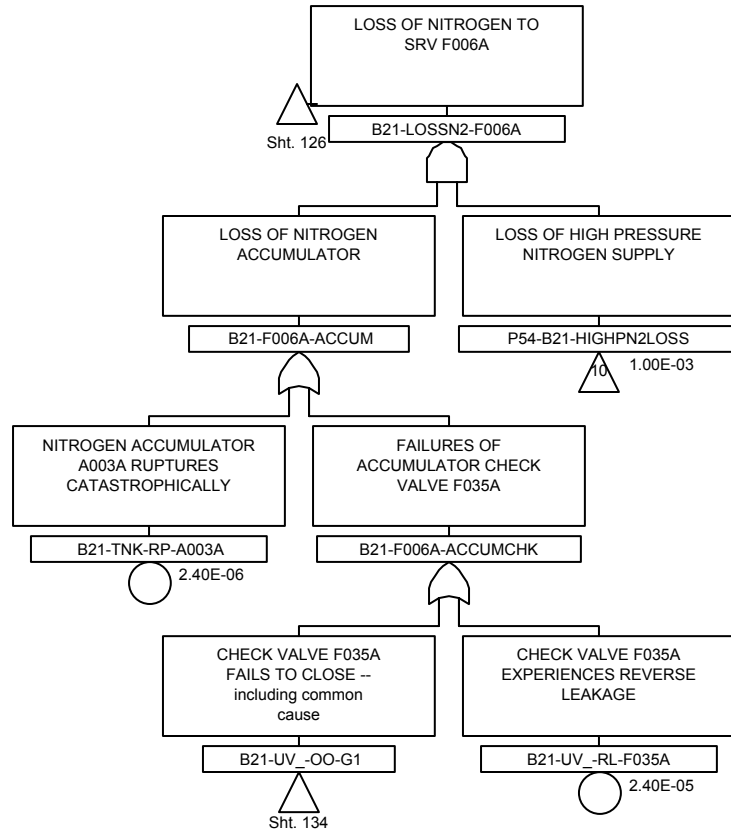 LOSS OF NITROGEN TO
SRV F006A
Sht. 126
B21-LOSSN2-F006A
LOSS OF NITROGEN
ACCUMULATOR
B21-F006A-ACCUM
LOSS OF HIGH PRESSURE
NITROGEN SUPPLY
P54-B21-HIGHPN2LOSS
10
1.00E-03
NITROGEN ACCUMULATOR
A003A RUPTURES
CATASTROPHICALLY
B21-TNK-RP-A003A
2.40E-06
FAILURES OF
ACCUMULATOR CHECK
VALVE F035A
B21-F006A-ACCUMCHK
CHECK VALVE F035A
FAILS TO CLOSE --
including common
cause
B21-UV_-OO-G1
Sht. 134
CHECK VALVE F035A
EXPERIENCES REVERSE
LEAKAGE
B21-UV_-RL-F035A
2.40E-05